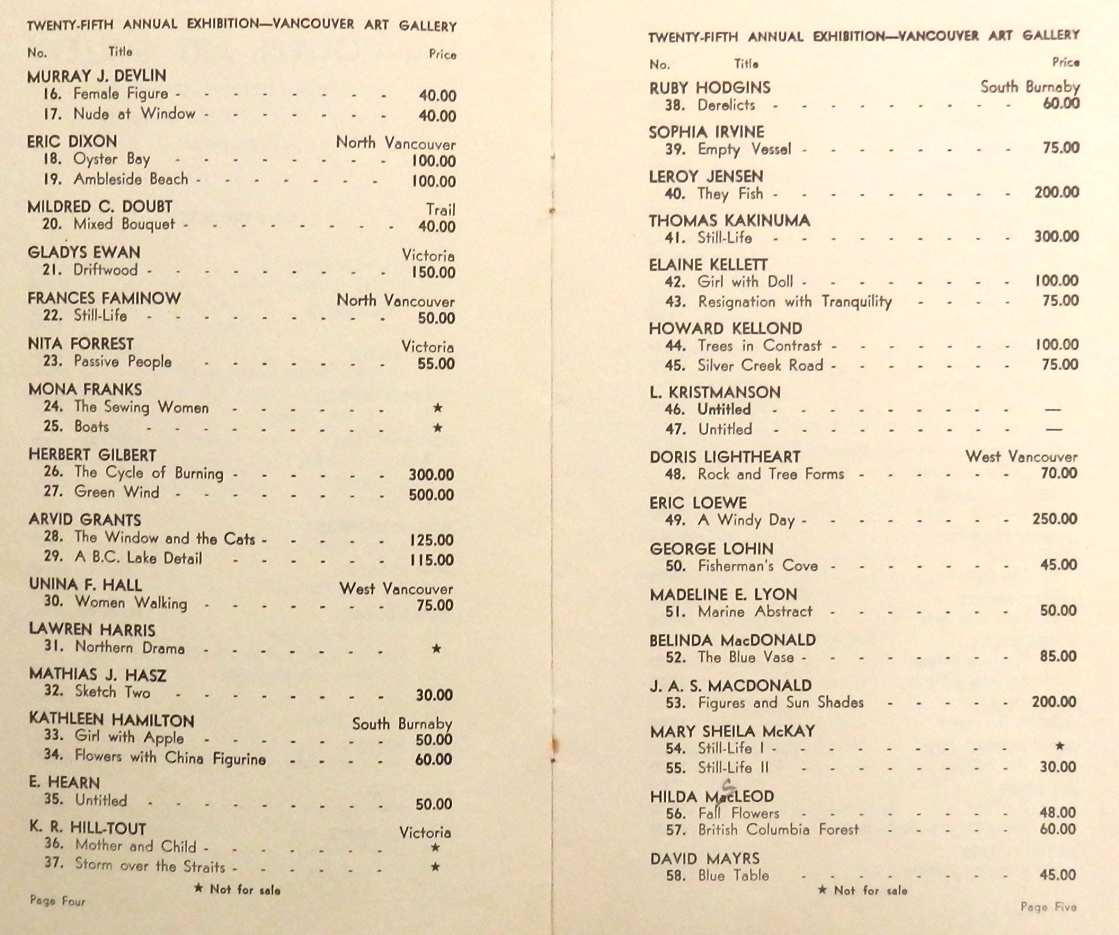 TWENTY-FIFTH ANNUAL EXHIBITION—VANCOUVER ART GALLERY
No. Title Price
MURRAY J. DEVLIN
16. Female Figure - - - - - - - - 40.00
17. Nude at Window - - - - - - - 40.00
ERIC DIXON North Vancouver
18. Oyster Bay - - - - - - - - 100.00
19. Ambleside Beach - - - - - - - 100.00
MILDRED C. DOUBT Trail
20. Mixed Bouquet - - - - - - - - 40.00
GLADYS EWAN Victoria
21. Driftwood - - - - - - - - - 150.00
FRANCES FAMINOW North Vancouver
22. Still-Life - - - - - - - - - 50.00
NITA FORREST Victoria
23. Passive People - - - - - - - 55.00
MONA FRANKS
24. The Sewing Women - - - - - - ★
25. Boats - - - - - - - - - ★
HERBERT GILBERT
26. The Cycle of Burning - - - - - - 300.00
27. Green Wind - - - - - - - - 500.00
ARVID GRANTS
28. The Window and the Cats - - - - - 125.00
29. A B.C. Lake Detail - - - - - - 115.00
UNINA F. HALL West Vancouver
30. Women Walking - - - - - - - 75.00
LAWREN HARRIS
31. Northern Drama - - - - - - - ★
MATHIAS J. HASZ
32. Sketch Two - - - - - - - - 30.00
KATHLEEN HAMILTON South Burnaby
33. Girl with Apple - - - - - - - 50.00
34. Flowers with China Figurine - - - - 60.00
E. HEARN
35. Untitled - - - - - - - - - 50.00
K. R. HILL-TOUT Victoria
36. Mother and Child - - - - - - - ★
37. Storm over the Straits - - - - - - ★
★ Not for sale
Page Four
TWENTY-FIFTH ANNUAL EXHIBITION—VANCOUVER ART GALLERY
No. Title Price
RUBY HODGINS South Burnaby
38. Derelicts - - - - - - - - - 60.00
SOPHIA IRVINE
39. Empty Vessel - - - - - - - - 75.00
LEROY JENSEN
40. They Fish - - - - - - - - - 200.00
THOMAS KAKINUMA
41. Still-Life - - - - - - - - - 300.00
ELAINE KELLETT
42. Girl with Doll - - - - - - - - 100.00
43. Resignation with Tranquility - - - - 75.00
HOWARD KELLOND
44. Trees in Contrast - - - - - - - 100.00
45. Silver Creek Road - - - - - - - 75.00
L. KRISTMANSON
46. Untitled - - - - - - - - - —
47. Untitled - - - - - - - - - —
DORIS LIGHTHEART West Vancouver
48. Rock and Tree Forms - - - - - - 70.00
ERIC LOEWE
49. A Windy Day - - - - - - - - 250.00
GEORGE LOHIN
50. Fisherman's Cove - - - - - - - 45.00
MADELINE E. LYON
51. Marine Abstract - - - - - - - 50.00
BELINDA MacDONALD
52. The Blue Vase - - - - - - - - 85.00
J. A. S. MACDONALD
53. Figures and Sun Shades - - - - - 200.00
MARY SHEILA McKAY
54. Still-Life I - - - - - - - - - ★
55. Still-Life II - - - - - - - - 30.00
HILDA MacLEOD
56. Fall Flowers - - - - - - - - 48.00
57. British Columbia Forest - - - - - 60.00
DAVID MAYRS
58. Blue Table - - - - - - - - 45.00
★ Not for sale
Page Five